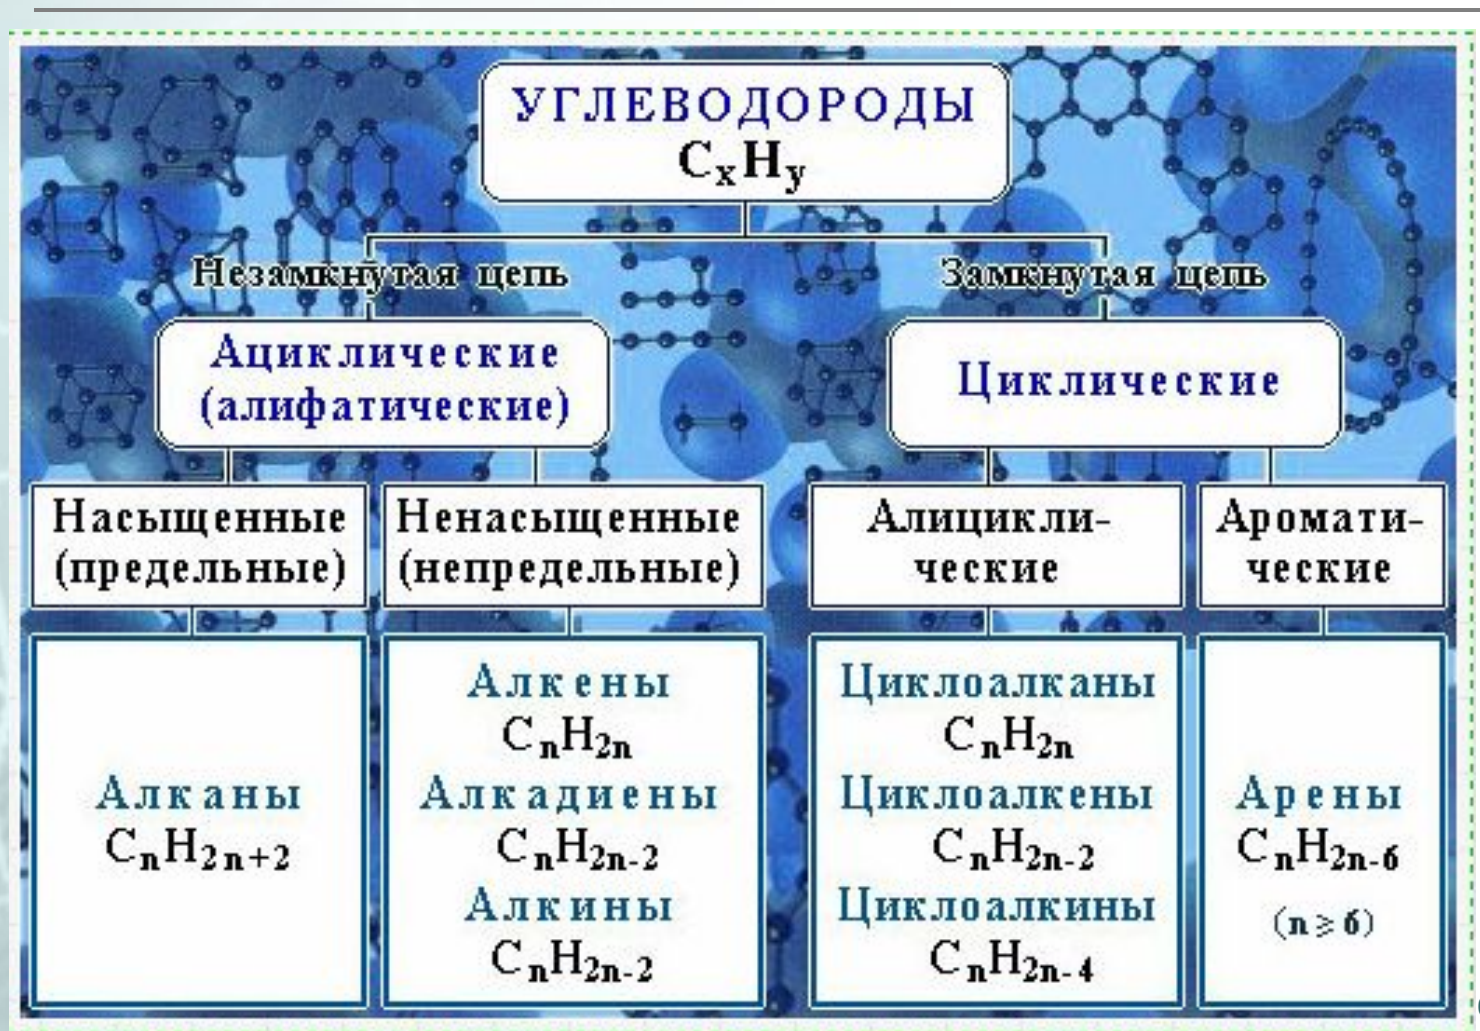 УГЛЕВОДОРОДЫ
CxHy
Незамкнутая цепь
Замкнутая цепь
Ациклические
(алифатические)
Циклические
Насыщенные
(предельные)
Ненасыщенные
(непредельные)
Алицикли-
ческие
Аромати-
ческие
Алканы
CnH2n+2
Алкены
CnH2n
Алкадиены
CnH2n-2
Алкины
CnH2n-2
Циклоалканы
CnH2n
Циклоалкены
CnH2n-2
Циклоалкины
CnH2n-4
Арены
CnH2n-6
(n ⩾ 6)